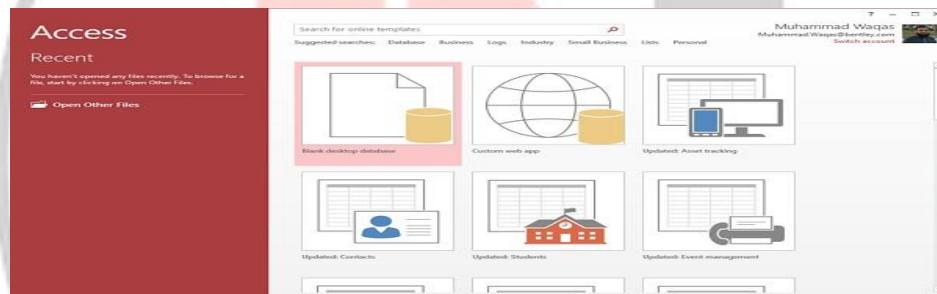 Access
Recent
You haven't opened any files recently. To browse for a
file, start by clicking on Open Other Files.
Open Other Files
Search for online templates
Suggested searches: Database Business Logs Industry Small Business Lists Personal
? – □ ×
Muhammad Waqas
Muhammad.Waqas@bentley.com
Switch account
Blank desktop database
Custom web app
Updated: Asset tracking
Updated: Contacts
Updated: Students
Updated: Event management